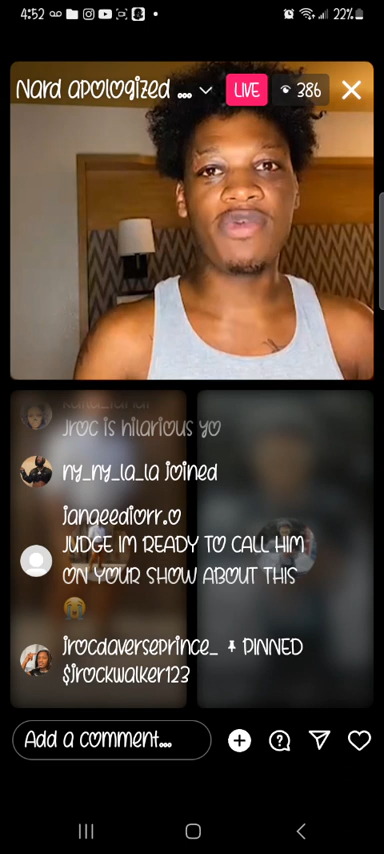 4:52
22%
Nard apologized ...
LIVE
386
Jroc is hilarious yo
ny_ny_la_la joined
jangeediorr.o
JUDGE IM READY TO CALL HIM
ON YOUR SHOW ABOUT THIS
😭
jrocdaverseprince_ PINNED
$jrockwalker123
Add a comment...